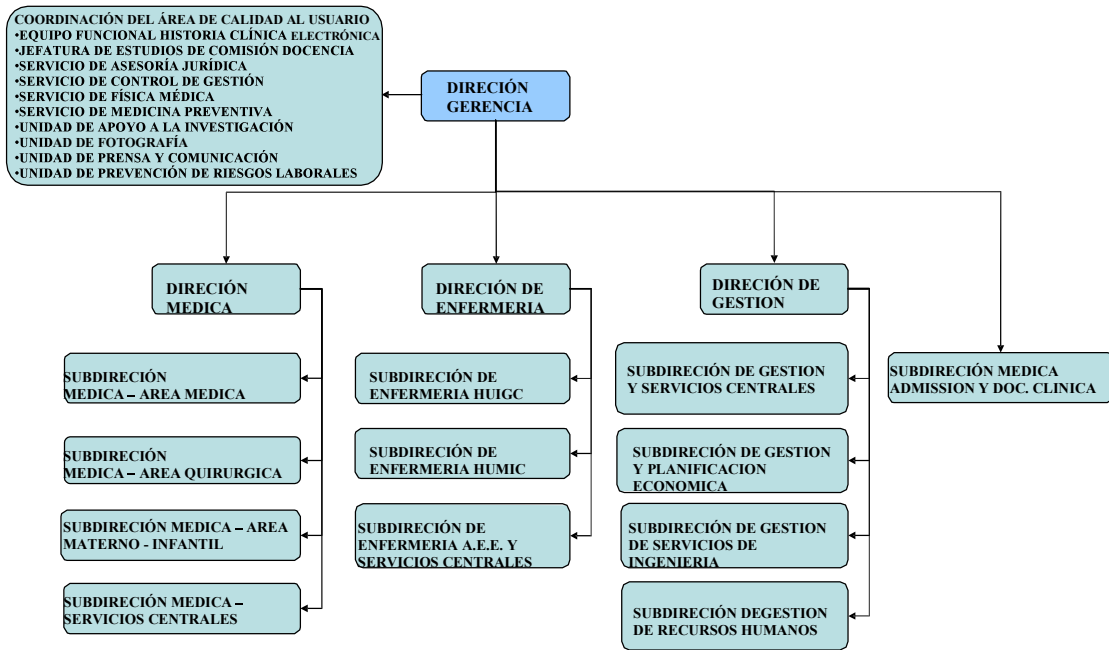 COORDINACIÓN DEL ÁREA DE CALIDAD AL USUARIO
•EQUIPO FUNCIONAL HISTORIA CLÍNICA ELECTRÓNICA
•JEFATURA DE ESTUDIOS DE COMISIÓN DOCENCIA
•SERVICIO DE ASESORÍA JURÍDICA
•SERVICIO DE CONTROL DE GESTIÓN
•SERVICIO DE FÍSICA MÉDICA
•SERVICIO DE MEDICINA PREVENTIVA
•UNIDAD DE APOYO A LA INVESTIGACIÓN
•UNIDAD DE FOTOGRAFÍA
•UNIDAD DE PRENSA Y COMUNICACIÓN
•UNIDAD DE PREVENCIÓN DE RIESGOS LABORALES
DIRECIÓN
GERENCIA
DIRECIÓN
MEDICA
SUBDIRECIÓN
MEDICA – AREA MEDICA
SUBDIRECIÓN
MEDICA – AREA QUIRURGICA
SUBDIRECIÓN MEDICA – AREA
MATERNO - INFANTIL
SUBDIRECIÓN MEDICA –
SERVICIOS CENTRALES
DIRECIÓN DE
ENFERMERIA
SUBDIRECIÓN DE
ENFERMERIA HUIGC
SUBDIRECIÓN DE
ENFERMERIA HUMIC
SUBDIRECIÓN DE
ENFERMERIA A.E.E. Y
SERVICIOS CENTRALES
DIRECIÓN DE
GESTION
SUBDIRECIÓN DE GESTION
Y SERVICIOS CENTRALES
SUBDIRECIÓN DE GESTION
Y PLANIFICACION
ECONOMICA
SUBDIRECIÓN DE GESTION
DE SERVICIOS DE
INGENIERIA
SUBDIRECIÓN DEGESTION
DE RECURSOS HUMANOS
SUBDIRECIÓN MEDICA
ADMISSION Y DOC. CLINICA